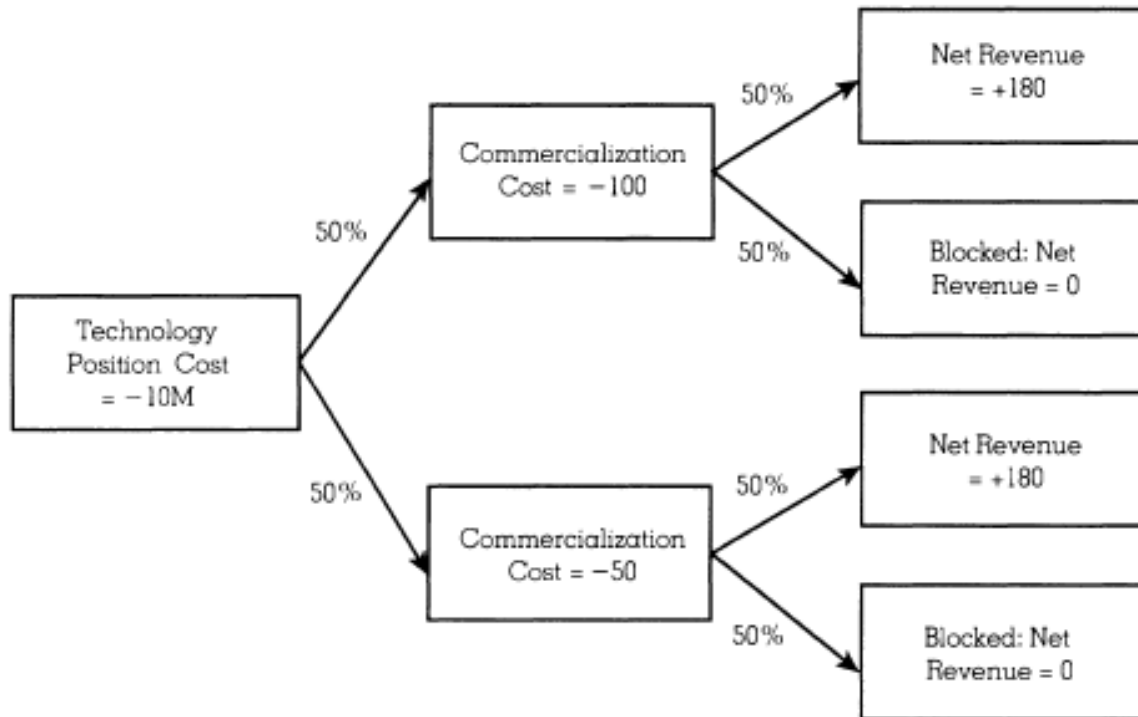 Technology
Position Cost
= −10M
50%
50%
Commercialization
Cost = −100
Commercialization
Cost = −50
50%
50%
50%
50%
Net Revenue
= +180
Blocked: Net
Revenue = 0
Net Revenue
= +180
Blocked: Net
Revenue = 0